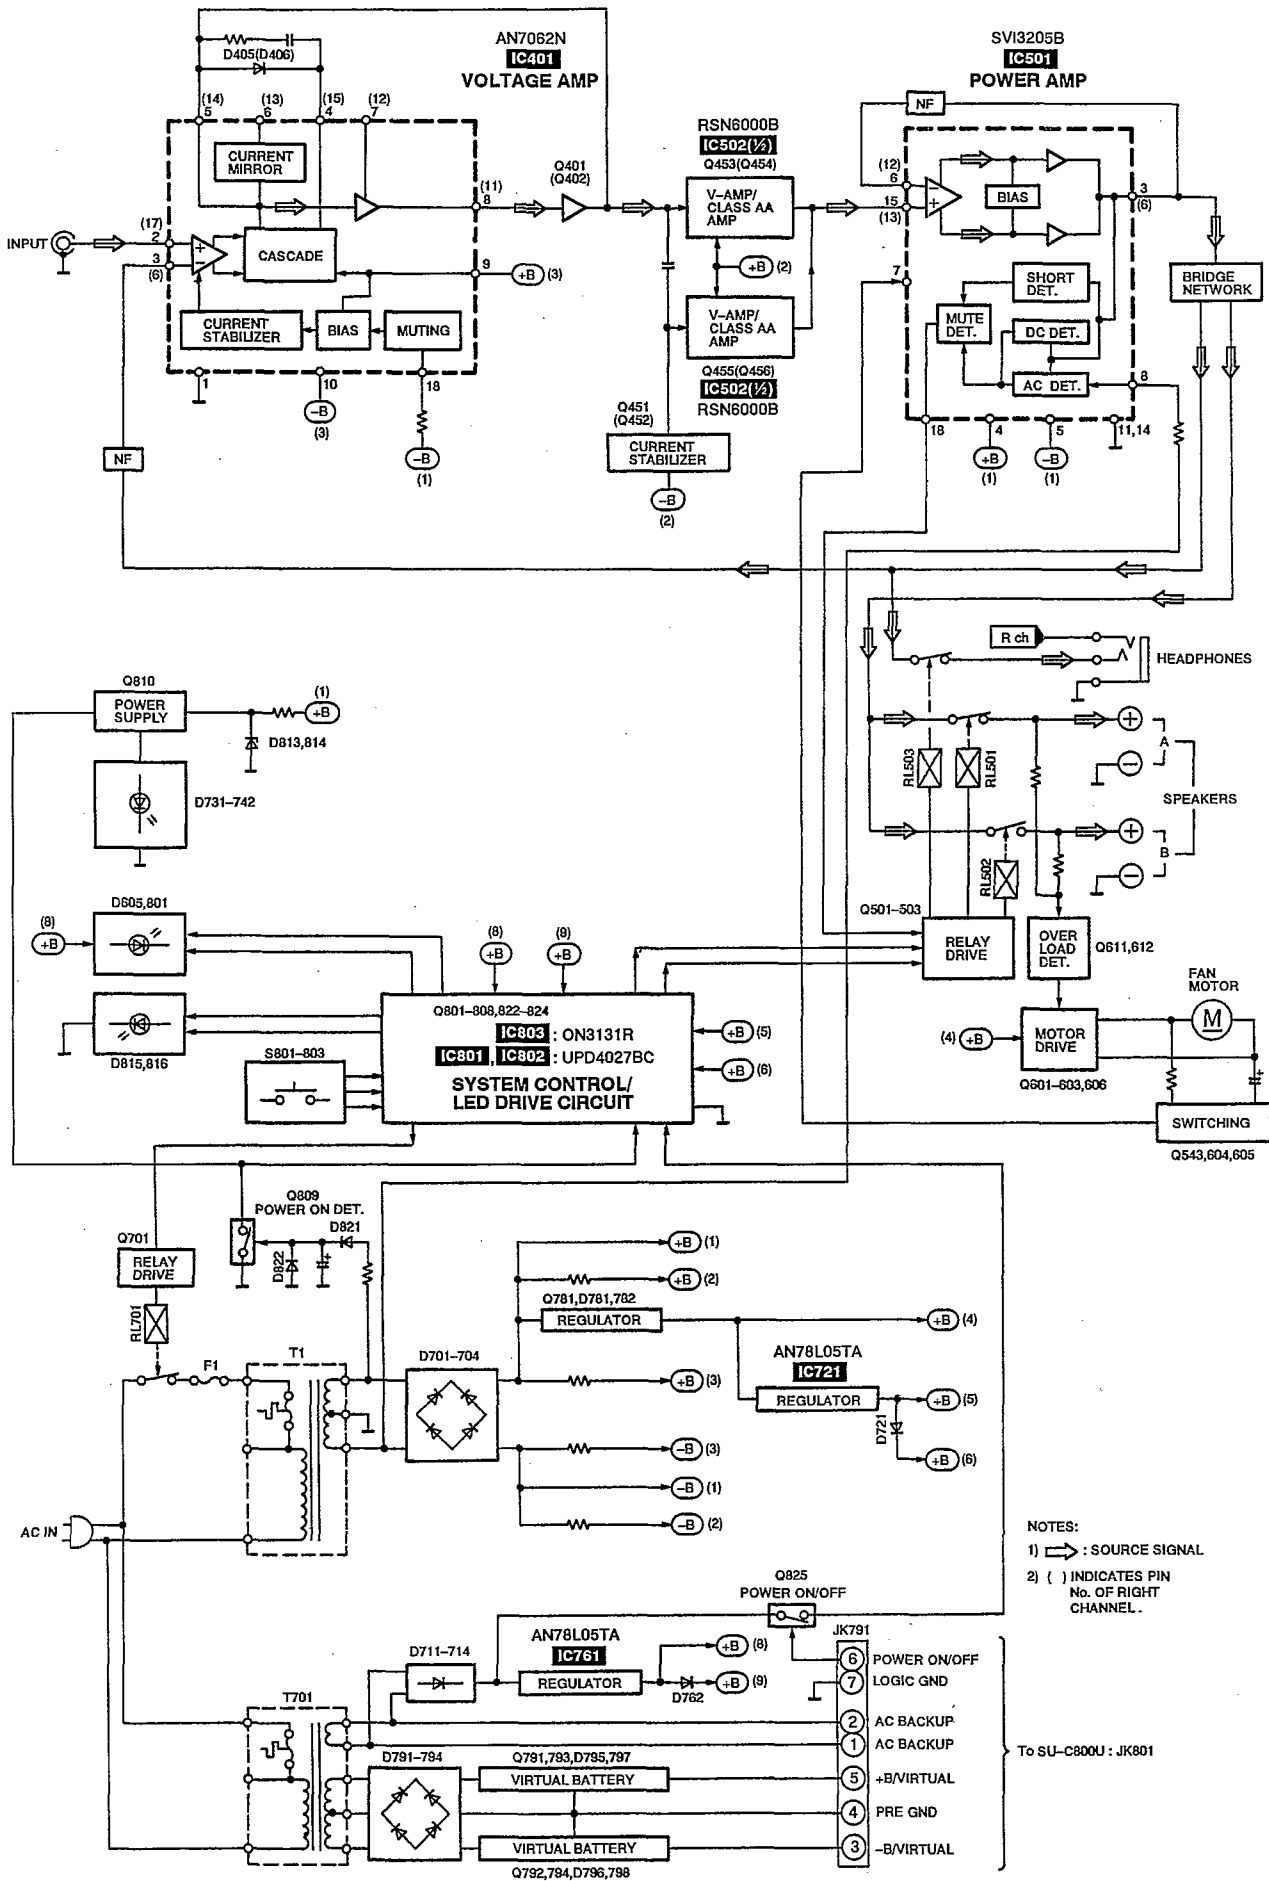 AN7062N
IC401
VOLTAGE AMP
D405(D406)
(14)
5
(13)
6
(15)
4
(12)
7
CURRENT
MIRROR
(11)
8
(17)
2
INPUT
3
(6)
CASCADE
9
+B (3)
CURRENT
STABILIZER
BIAS
MUTING
1
10
18
–B
(3)
–B
(1)
NF
Q401
(Q402)
RSN6000B
IC502(½)
Q453(Q454)
V–AMP/
CLASS AA
AMP
+B (2)
V–AMP/
CLASS AA
AMP
Q455(Q456)
IC502(½)
RSN6000B
Q451
(Q452)
CURRENT
STABILIZER
–B
(2)
SVI3205B
IC501
POWER AMP
NF
(12)
6
15
(13)
BIAS
3
(6)
7
SHORT
DET.
MUTE
DET.
DC DET.
AC DET.
8
18
4
5
11,14
+B
(1)
–B
(1)
BRIDGE
NETWORK
R ch
HEADPHONES
RL503
RL501
A
SPEAKERS
B
RL502
Q501–503
RELAY
DRIVE
OVER
LOAD
DET.
Q611,612
FAN
MOTOR
M
(4) +B
MOTOR
DRIVE
Q601–603,606
SWITCHING
Q543,604,605
Q810
POWER
SUPPLY
(1)
+B
D813,814
D731–742
D605,801
(8)
+B
D815,816
S801–803
(8)
+B
(9)
+B
Q801–808,822–824
IC803 : ON3131R
IC801 , IC802 : UPD4027BC
SYSTEM CONTROL/
LED DRIVE CIRCUIT
+B (5)
+B (6)
Q809
POWER ON DET.
D821
D822
Q701
RELAY
DRIVE
RL701
F1
T1
D701–704
+B (1)
+B (2)
Q781,D781,782
REGULATOR
+B (4)
AN78L05TA
IC721
REGULATOR
+B (3)
+B (5)
D721
+B (6)
–B (3)
–B (1)
–B (2)
AC IN
NOTES:
1) : SOURCE SIGNAL
2) ( ) INDICATES PIN
No. OF RIGHT
CHANNEL.
Q825
POWER ON/OFF
JK791
D711–714
AN78L05TA
IC761
REGULATOR
+B (8)
D762
+B (9)
6 POWER ON/OFF
7 LOGIC GND
T701
2 AC BACKUP
1 AC BACKUP
To SU–C800U : JK801
D791–794
Q791,793,D795,797
VIRTUAL BATTERY
5 +B/VIRTUAL
4 PRE GND
VIRTUAL BATTERY
3 –B/VIRTUAL
Q792,794,D796,798